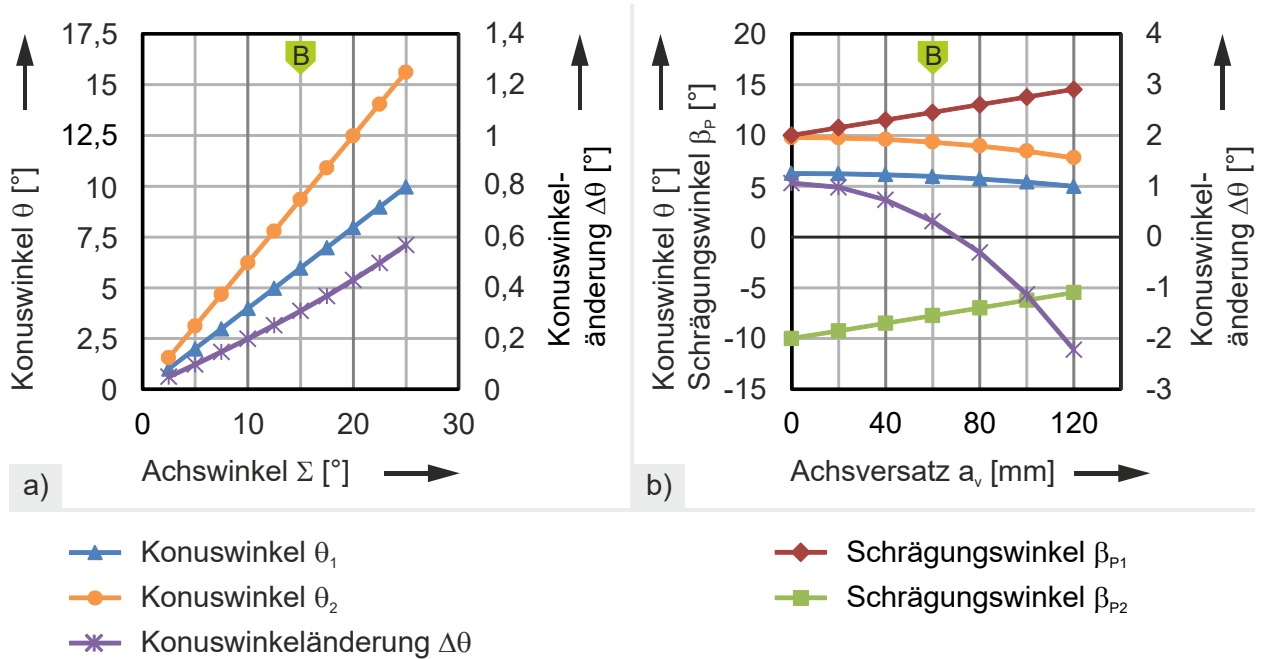 Konuswinkel θ [°]
17,5
15
12,5
10
7,5
5
2,5
0
B
1,4
1,2
1
0,8
0,6
0,4
0,2
0
Konuswinkel-
änderung Δθ [°]
0
10
20
30
Achswinkel Σ [°]
a)
Konuswinkel θ [°]
Schrägungswinkel βP [°]
20
15
10
5
0
-5
-10
-15
B
4
3
2
1
0
-1
-2
-3
Konuswinkel-
änderung Δθ [°]
0
40
80
120
Achsversatz av [mm]
b)
Konuswinkel θ1
Konuswinkel θ2
Konuswinkeländerung Δθ
Schrägungswinkel βP1
Schrägungswinkel βP2